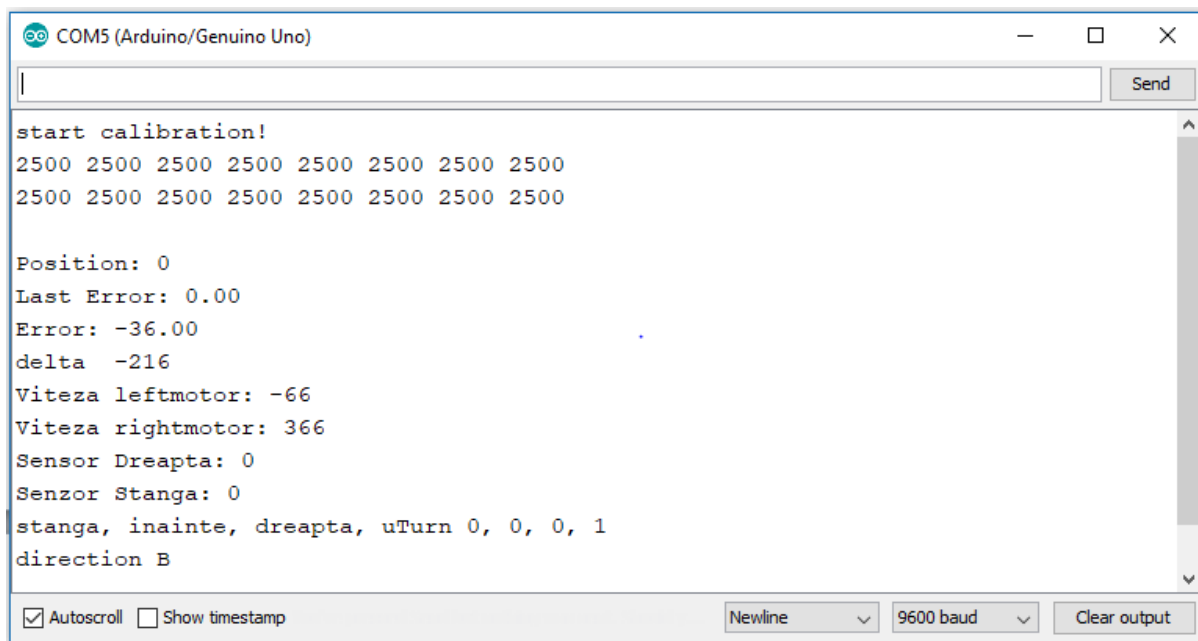 COM5 (Arduino/Genuino Uno)
Send
start calibration!
2500 2500 2500 2500 2500 2500 2500 2500
2500 2500 2500 2500 2500 2500 2500 2500
Position: 0
Last Error: 0.00
Error: -36.00
delta  -216
Viteza leftmotor: -66
Viteza rightmotor: 366
Sensor Dreapta: 0
Senzor Stanga: 0
stanga, inainte, dreapta, uTurn 0, 0, 0, 1
direction B
Autoscroll Show timestamp Newline 9600 baud Clear output